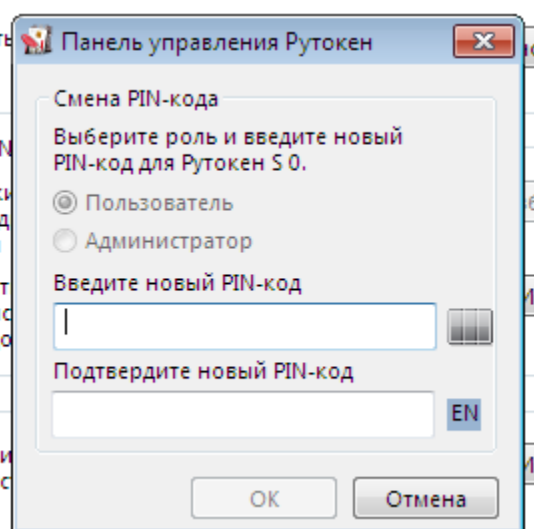 Панель управления Рутокен
Смена PIN-кода
Выберите роль и введите новый
PIN-код для Рутокен S 0.
Пользователь
Администратор
Введите новый PIN-код
Подтвердите новый PIN-код
EN
ОК
Отмена